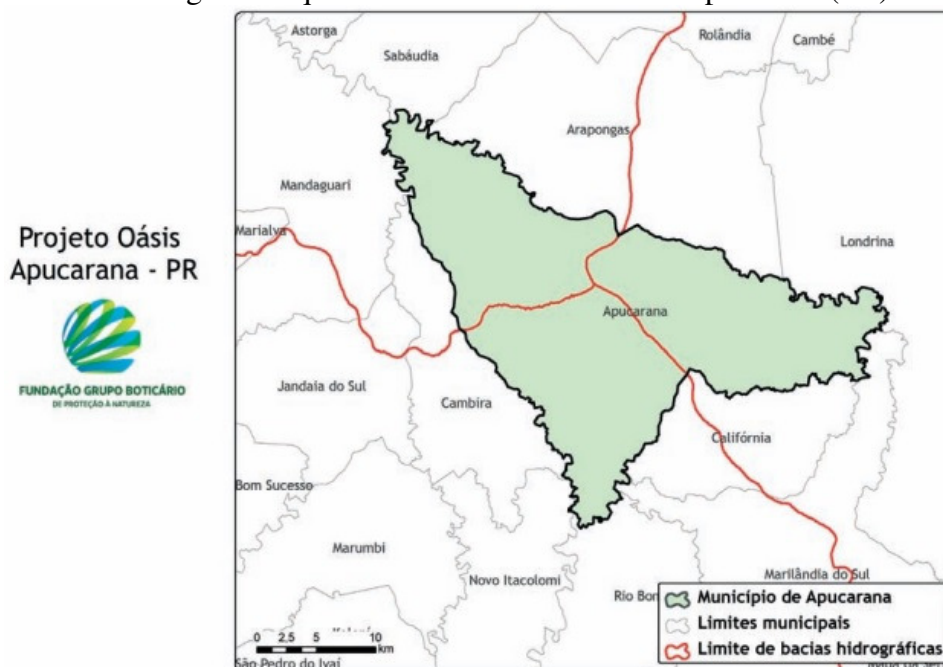 Projeto Oásis
Apucarana - PR
FUNDAÇÃO GRUPO BOTICÁRIO
DE PROTEÇÃO À NATUREZA
Astorga
Sabáudia
Rolândia
Cambé
Arapongas
Mandaguari
Marialva
Londrina
Apucarana
Jandaia do Sul
Cambira
Califórnia
Bom Sucesso
Marumbi
Novo Itacolomi
Marilândia do Sul
Rio Bom
São Pedro do Ivaí
0 2.5 5 10
km
Município de Apucarana
Limites municipais
Limite de bacias hidrográficas